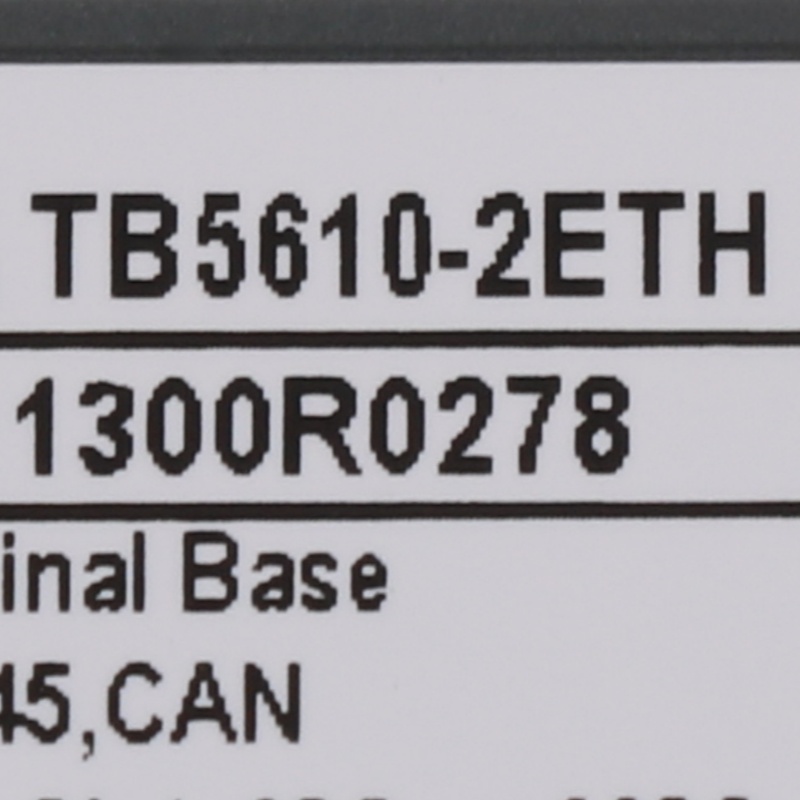 TB5610-2ETH
1300R0278
inal Base
45,CAN